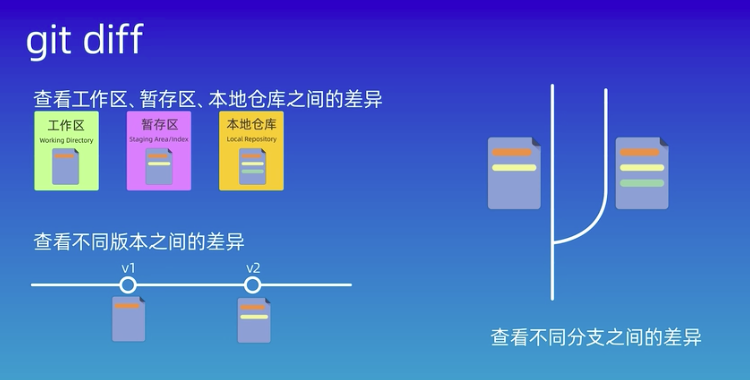 git diff
查看工作区、暂存区、本地仓库之间的差异
工作区
Working Directory
暂存区
Staging Area/Index
本地仓库
Local Repository
查看不同版本之间的差异
v1
v2
查看不同分支之间的差异